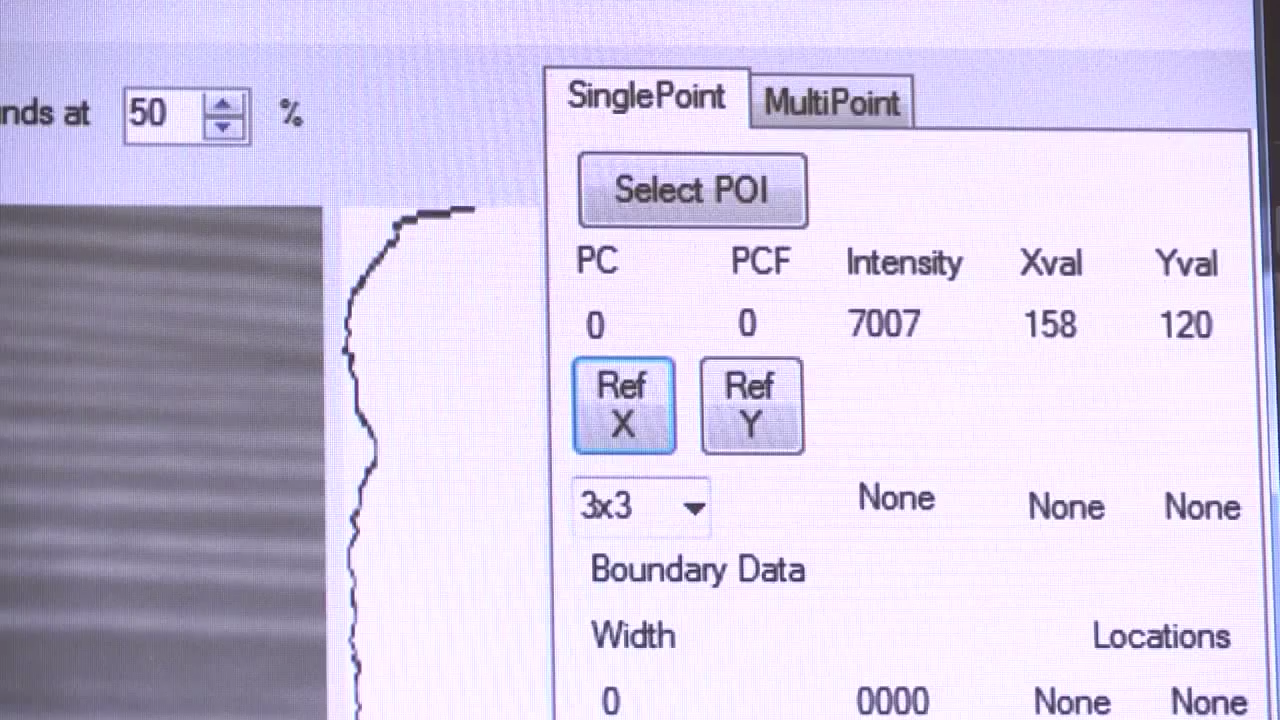 nds at 50 %
SinglePoint MultiPoint
Select POI
PC PCF Intensity Xval Yval
0 0 7007 158 120
Ref X Ref Y
3x3 None None None
Boundary Data
Width Locations
0 0000 None None